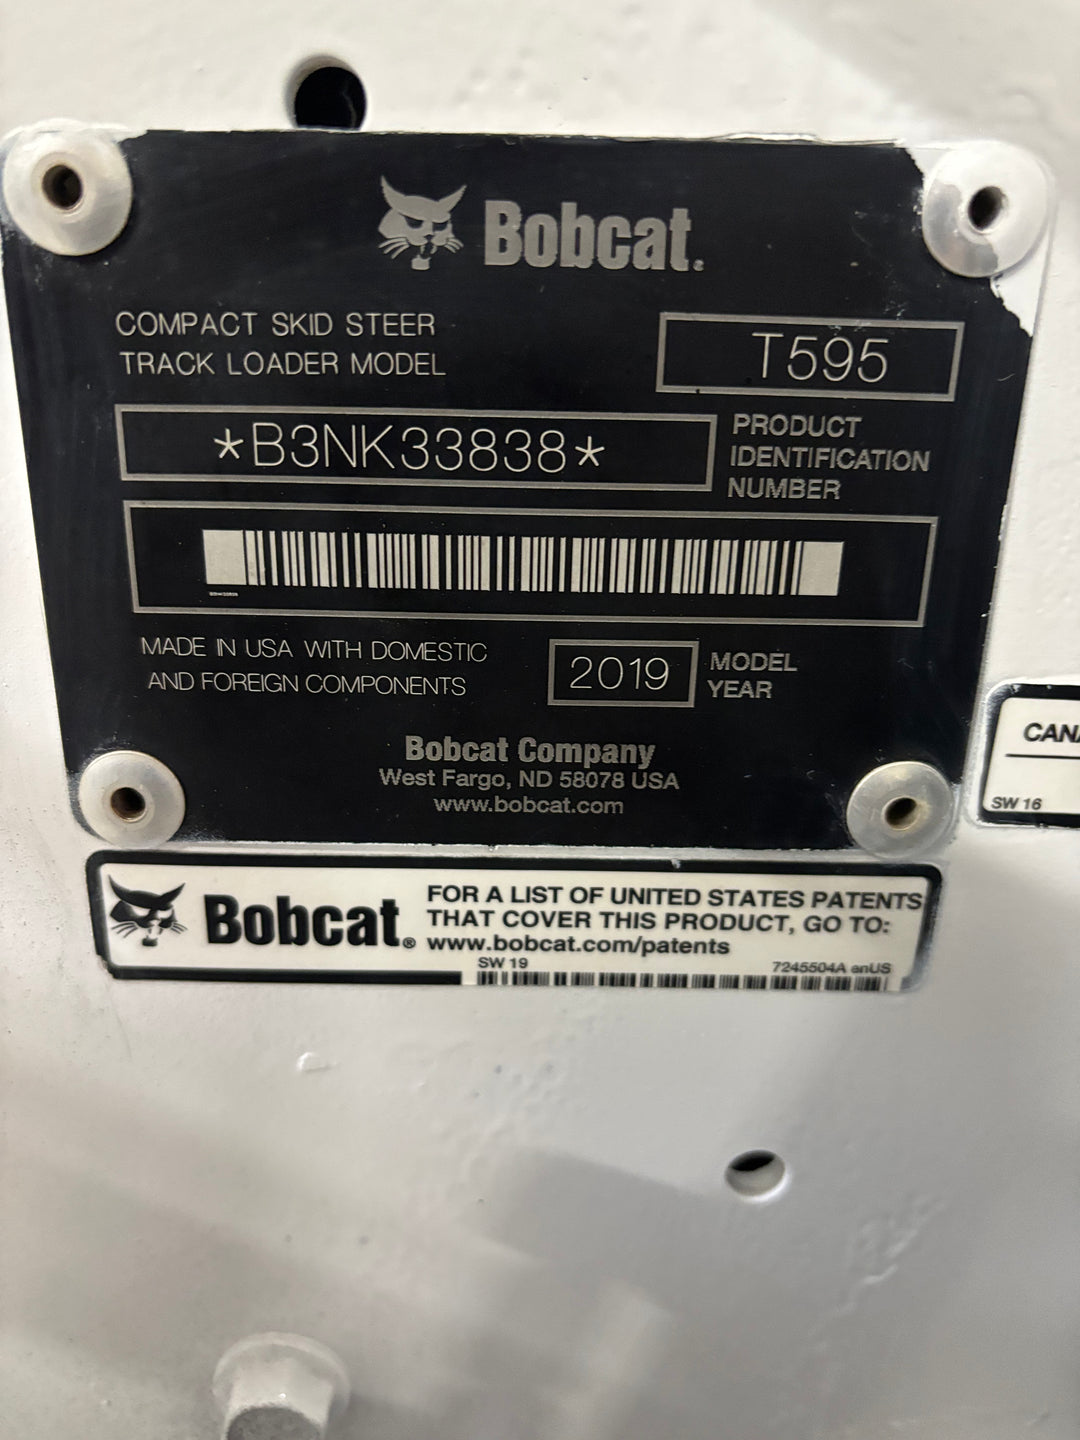 Bobcat.
COMPACT SKID STEER
TRACK LOADER MODEL
T595
*B3NK33838*
PRODUCT
IDENTIFICATION
NUMBER
MADE IN USA WITH DOMESTIC
AND FOREIGN COMPONENTS
2019
MODEL
YEAR
Bobcat Company
West Fargo, ND 58078 USA
www.bobcat.com
CANA
SW 16
Bobcat®
FOR A LIST OF UNITED STATES PATENTS
THAT COVER THIS PRODUCT, GO TO:
www.bobcat.com/patents
SW 19
7245504A enUS